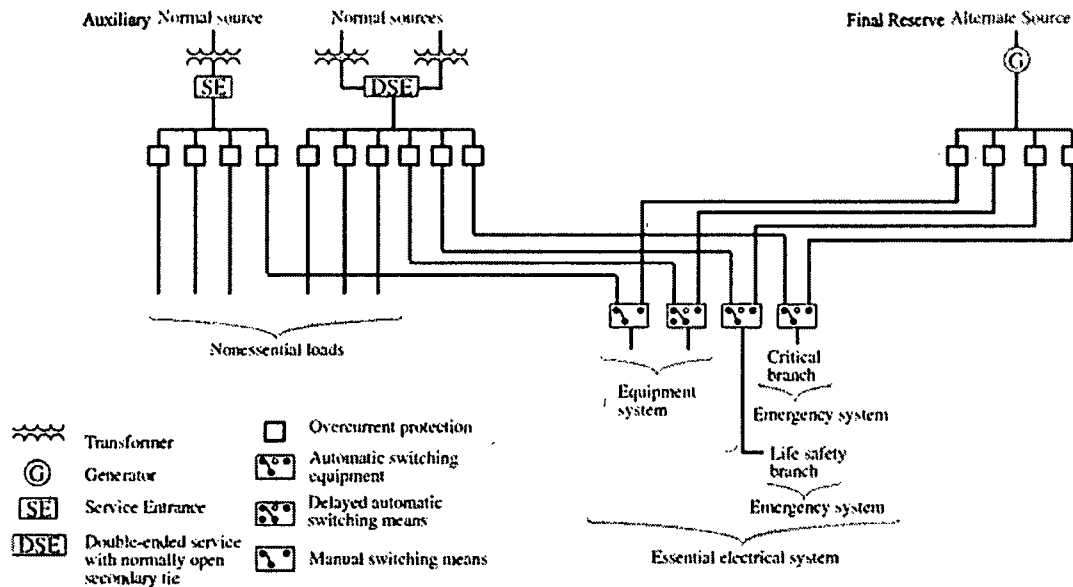 Auxiliary Normal source
Normal sources
Final Reserve Alternate Source
G
SE
DSE
Nonessential loads
Equipment
system
Critical
branch
Emergency system
Life safety
branch
Emergency system
Essential electrical system
Transformer
G Generator
SE Service Entrance
DSE Double-ended service
with normally open
secondary tie
Overcurrent protection
Automatic switching
equipment
Delayed automatic
switching means
Manual switching means